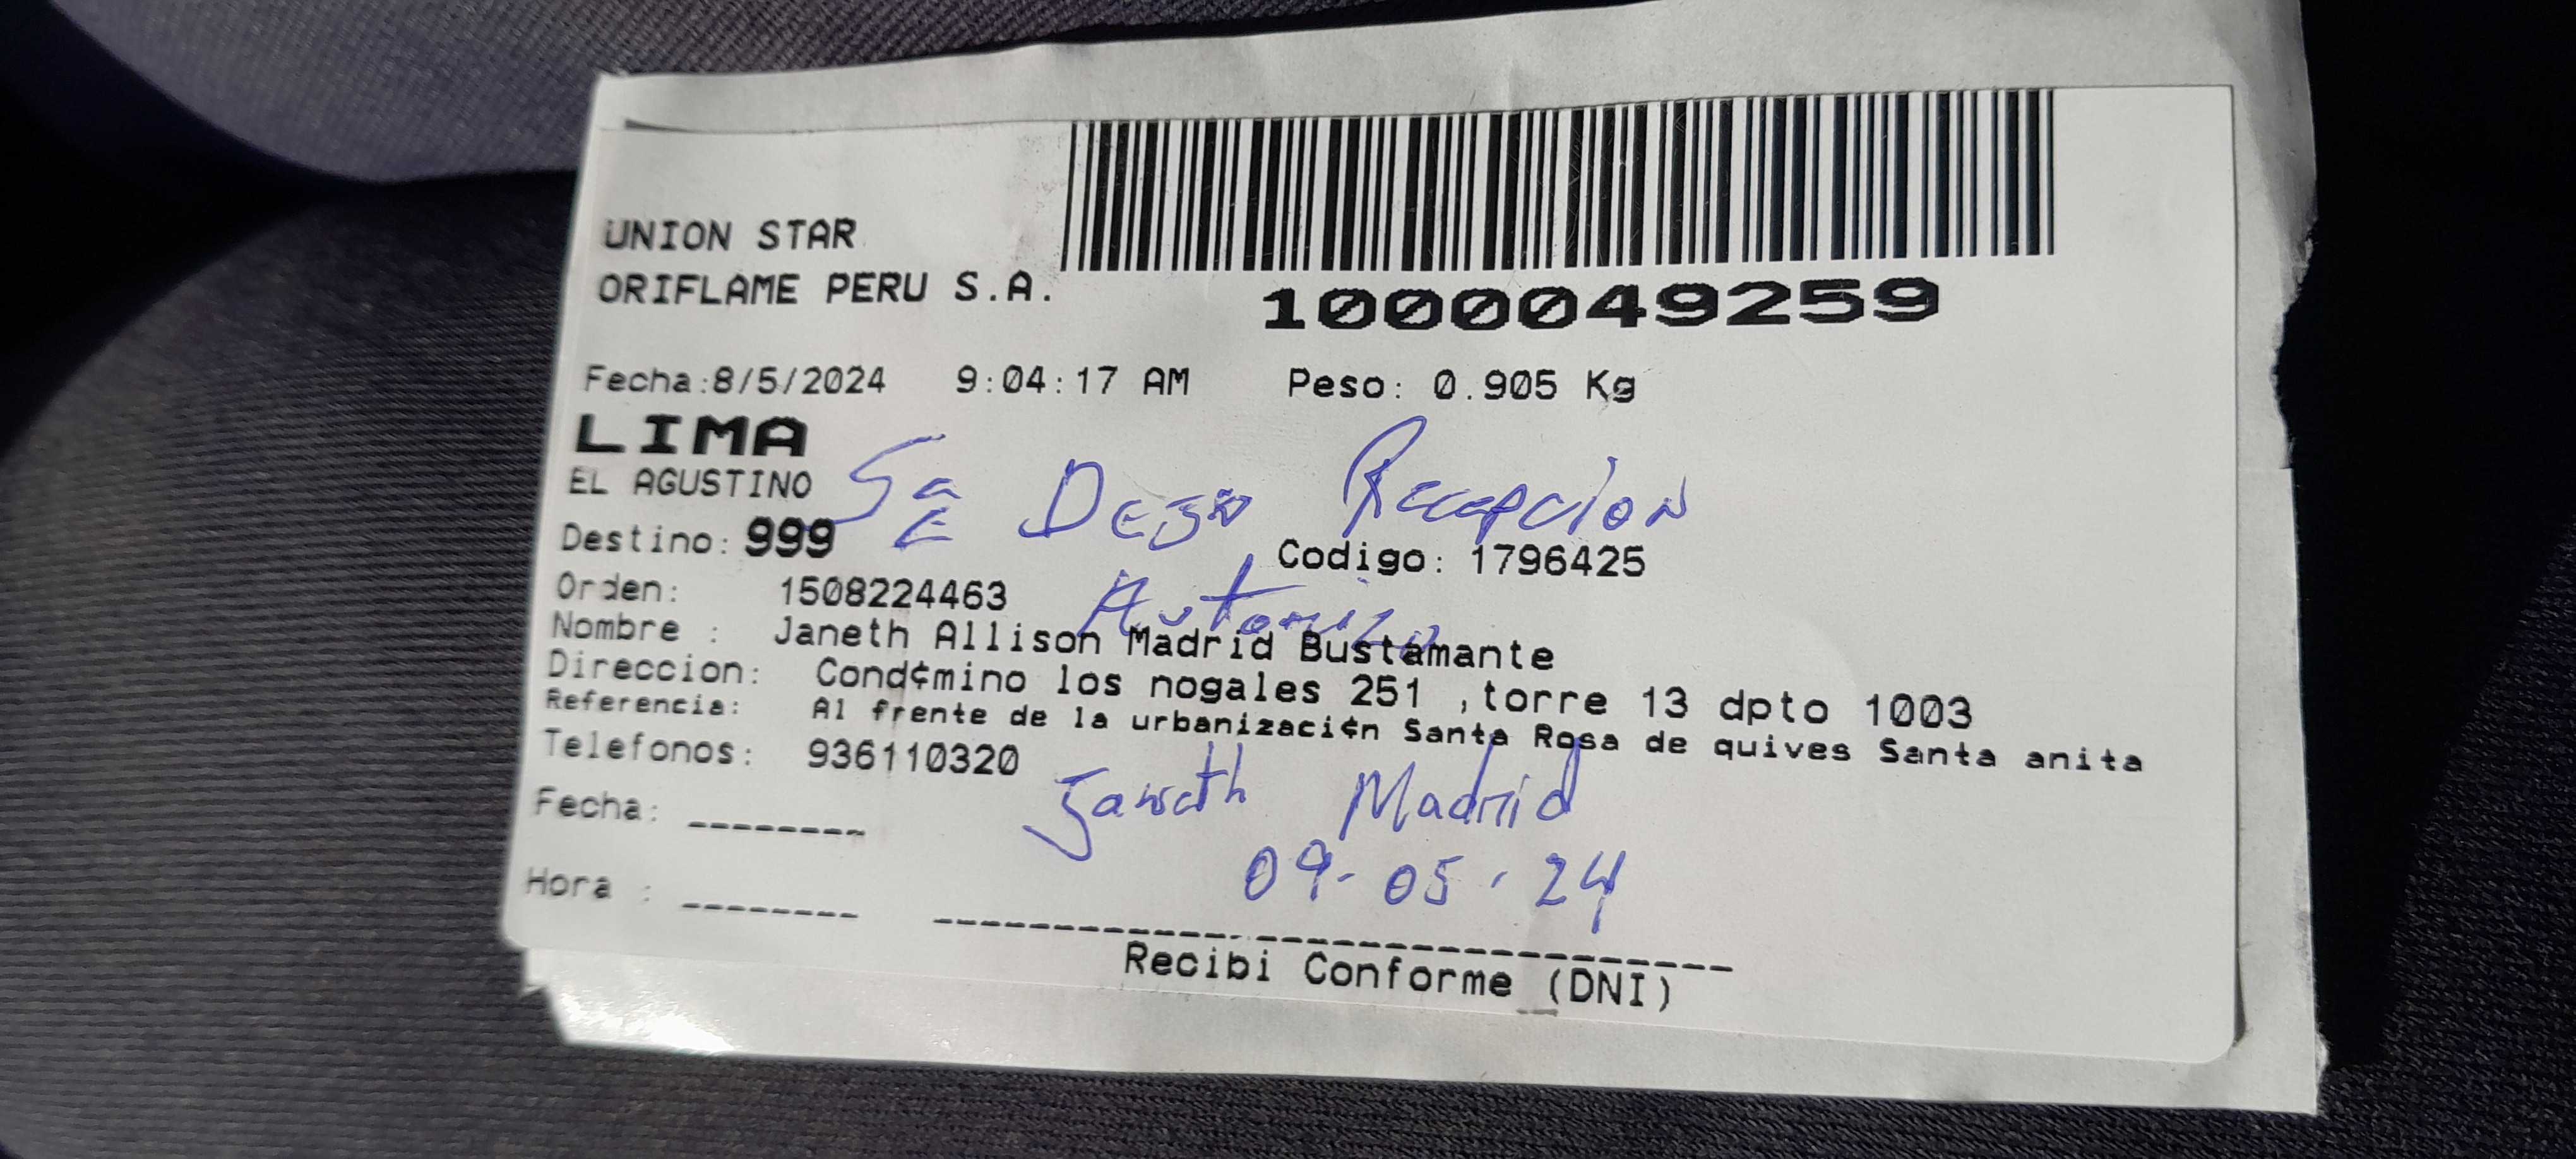 UNION STAR
ORIFLAME PERU S.A.
1000049259
Fecha:8/5/2024 9:04:17 AM Peso: 0.905 Kg
LIMA
EL AGUSTINO
Se Dejo Recepcion
Destino: 999 Codigo: 1796425
Orden: 1508224463
Autorizo
Nombre : Janeth Allison Madrid Bustamante
Direccion: Cond¢mino los nogales 251 ,torre 13 dpto 1003
Referencia: Al frente de la urbanizaci¢n Santa Rosa de quives Santa anita
Telefonos: 936110320
Janeth Madrid
Fecha: --------
09-05-24
Hora : --------
Recibi Conforme (DNI)